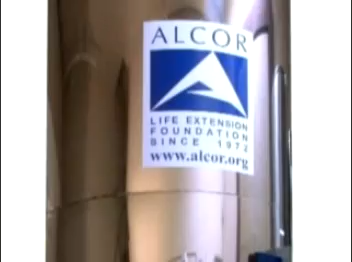 ALCOR
LIFE EXTENSION
FOUNDATION
SINCE 1972
www.alcor.org